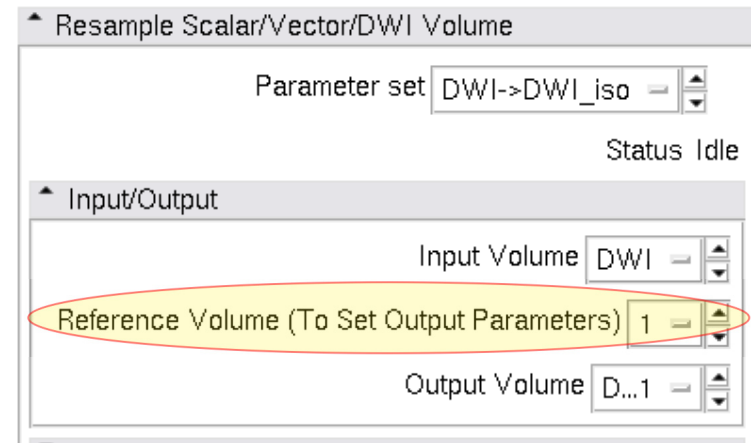 Resample Scalar/Vector/DWI Volume
Parameter set DWI->DWI_iso
Status Idle
Input/Output
Input Volume DWI
Reference Volume (To Set Output Parameters) 1
Output Volume D...1